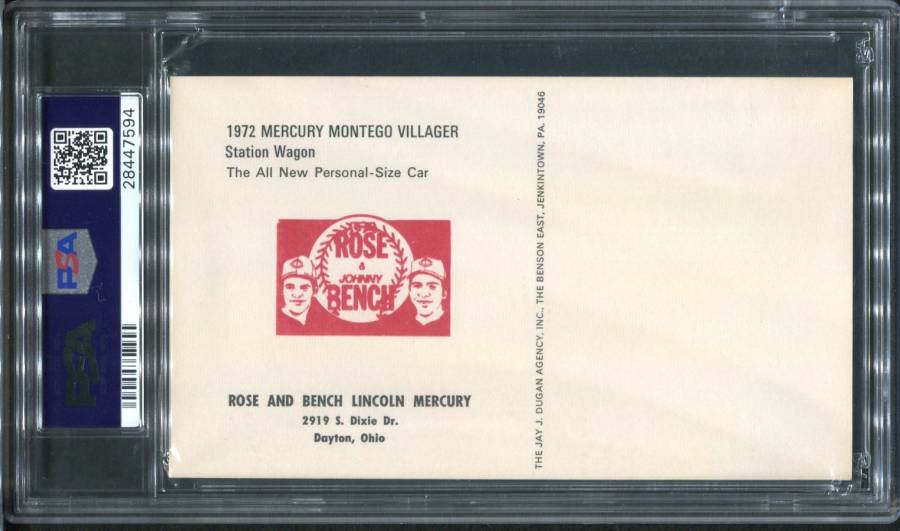 28447594
PSA
PSA
1972 MERCURY MONTEGO VILLAGER
Station Wagon
The All New Personal-Size Car
ROSE
&
JOHNNY
BENCH
ROSE AND BENCH LINCOLN MERCURY
2919 S. Dixie Dr.
Dayton, Ohio
THE JAY J. DUGAN AGENCY, INC., THE BENSON EAST, JENKINTOWN, PA. 19046